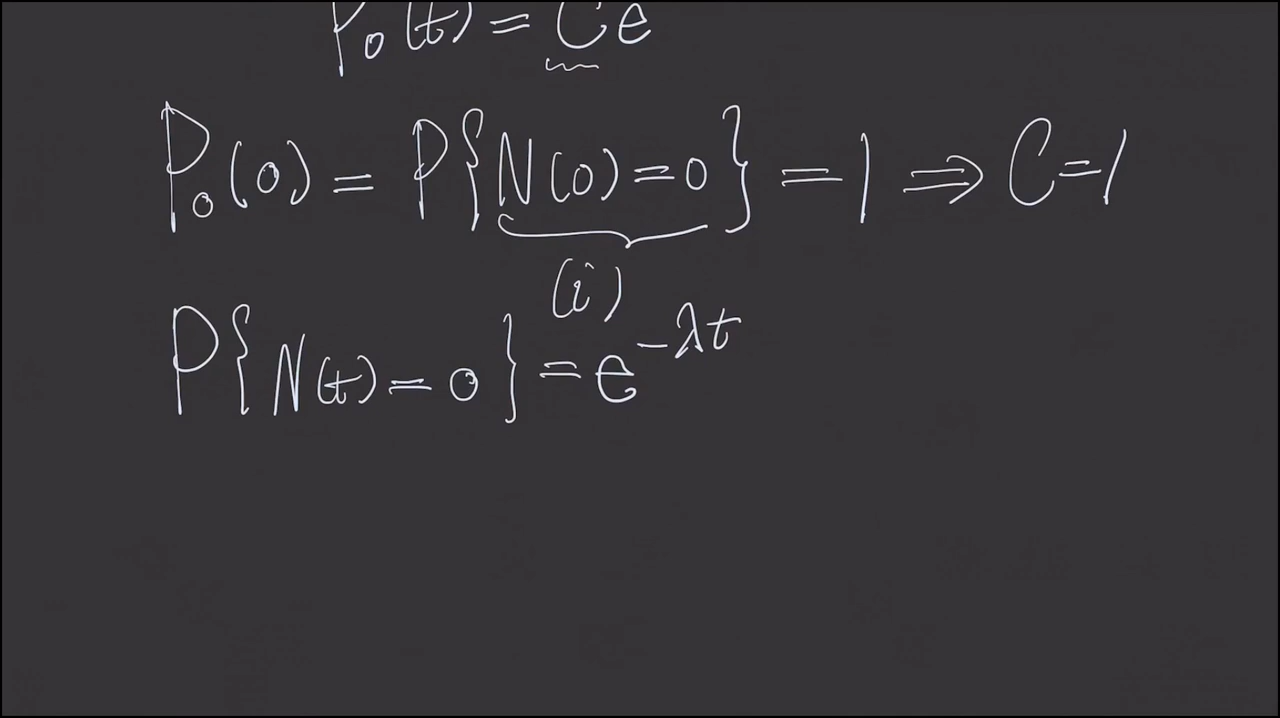 P₀(t) = Ce
P₀(0) = P{N(0)=0} = 1 ⇒ C=1
(i)
P{N(t)=0} = e^{-λt}